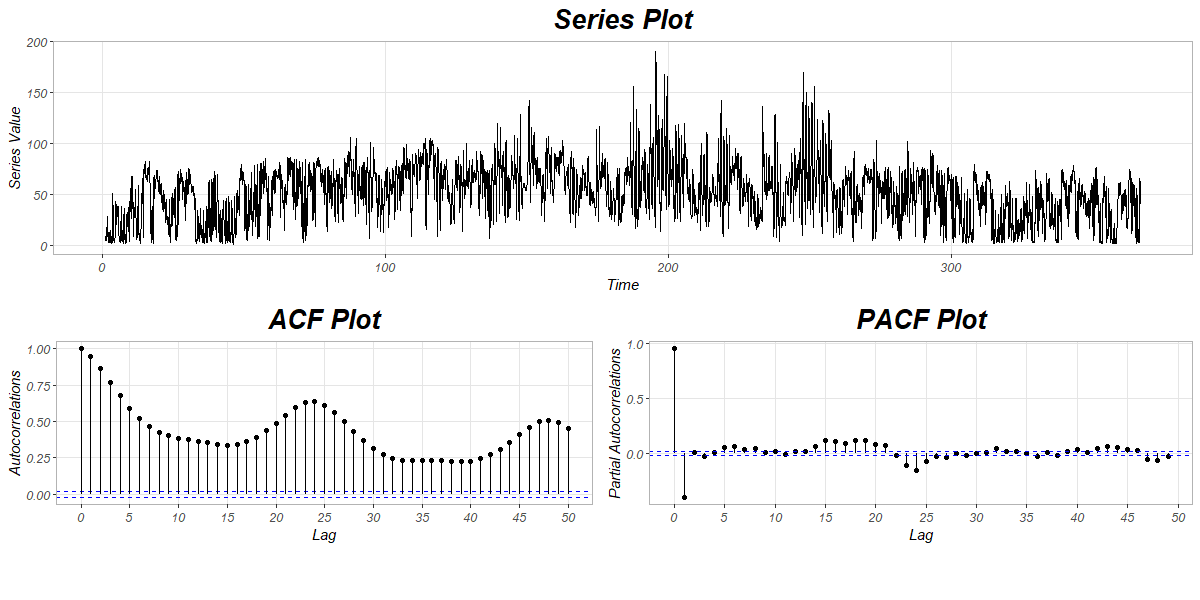 Series Plot
200
150
100
50
0
Series Value
0 100 200 300
Time
ACF Plot
1.00
0.75
0.50
0.25
0.00
Autocorrelations
0 5 10 15 20 25 30 35 40 45 50
Lag
PACF Plot
1.0
0.5
0.0
Partial Autocorrelations
0 5 10 15 20 25 30 35 40 45 50
Lag